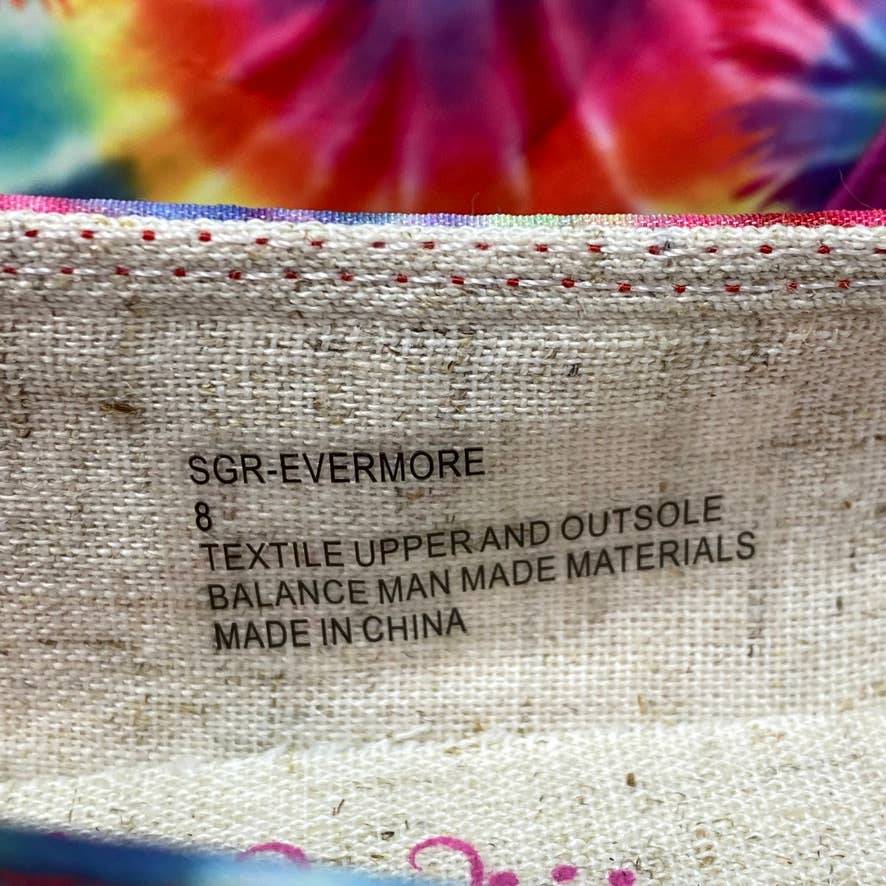 SGR-EVERMORE
8
TEXTILE UPPER AND OUTSOLE
BALANCE MAN MADE MATERIALS
MADE IN CHINA